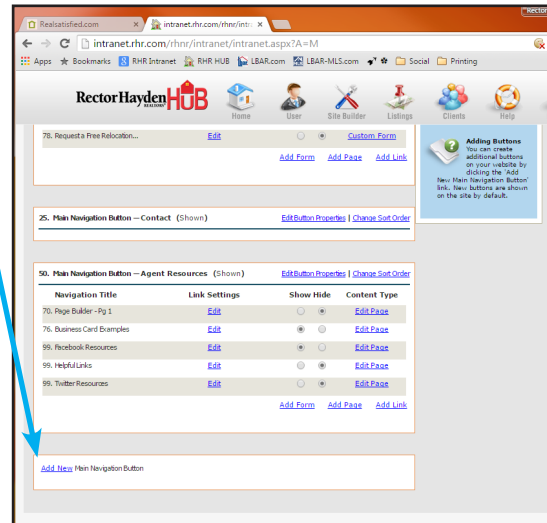 Rector
Realsatisfied.com × intranet.rhr.com/rhnr/intr ×
intranet.rhr.com/rhnr/intranet/intranet.aspx?A=M
Apps Bookmarks RHR Intranet RHR HUB LBAR.com LBAR-MLS.com Social Printing
RectorHayden HUB
REALTORS
Home User Site Builder Listings Clients Help
78. Request a Free Relocation... Edit Custom Form
Add Form Add Page Add Link
Adding Buttons
You can create
additional buttons
on your website by
clicking the 'Add
New Main Navigation Button'
link. New buttons are shown
on the site by default.
25. Main Navigation Button — Contact (Shown) Edit Button Properties | Change Sort Order
50. Main Navigation Button — Agent Resources (Shown) Edit Button Properties | Change Sort Order
Navigation Title Link Settings Show Hide Content Type
70. Page Builder - Pg 1 Edit Edit Page
76. Business Card Examples Edit Edit Page
99. Facebook Resources Edit Edit Page
99. Helpful Links Edit Edit Page
99. Twitter Resources Edit Edit Page
Add Form Add Page Add Link
Add New Main Navigation Button